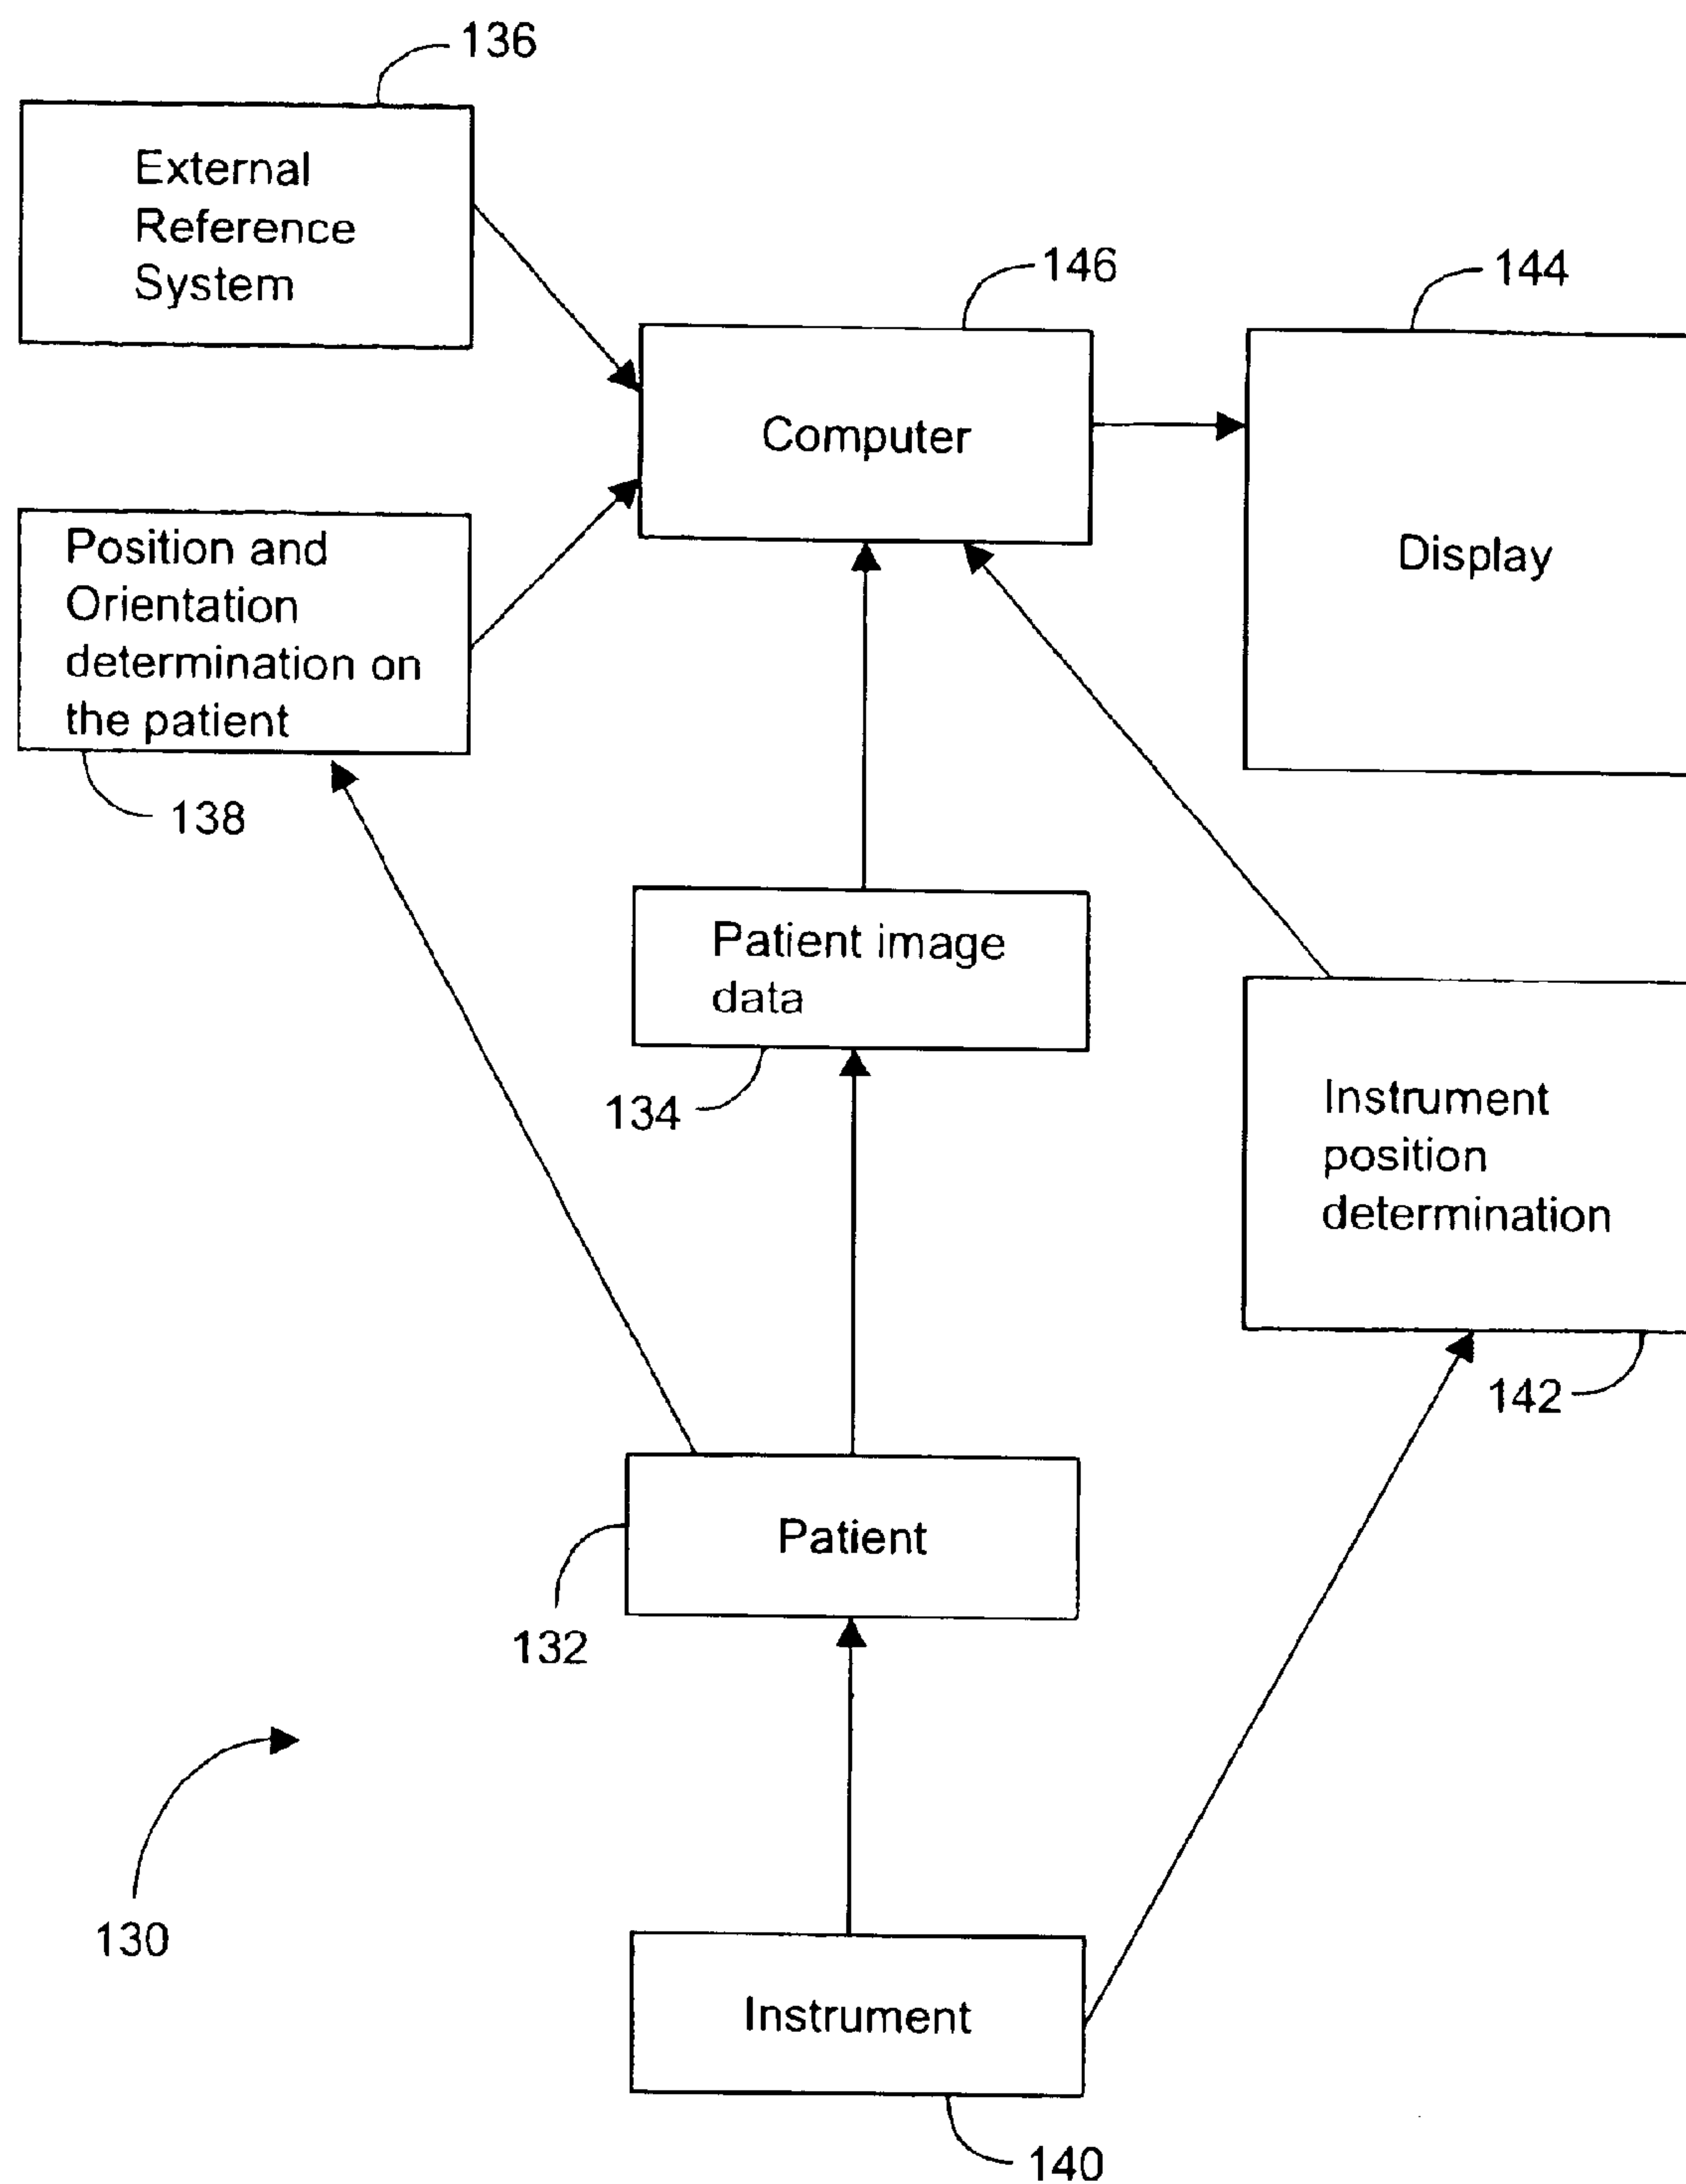 136
External
Reference
System
146
144
Computer
Display
Position and
Orientation
determination on
the patient
138
Patient image
data
134
Instrument
position
determination
142
Patient
132
130
Instrument
140